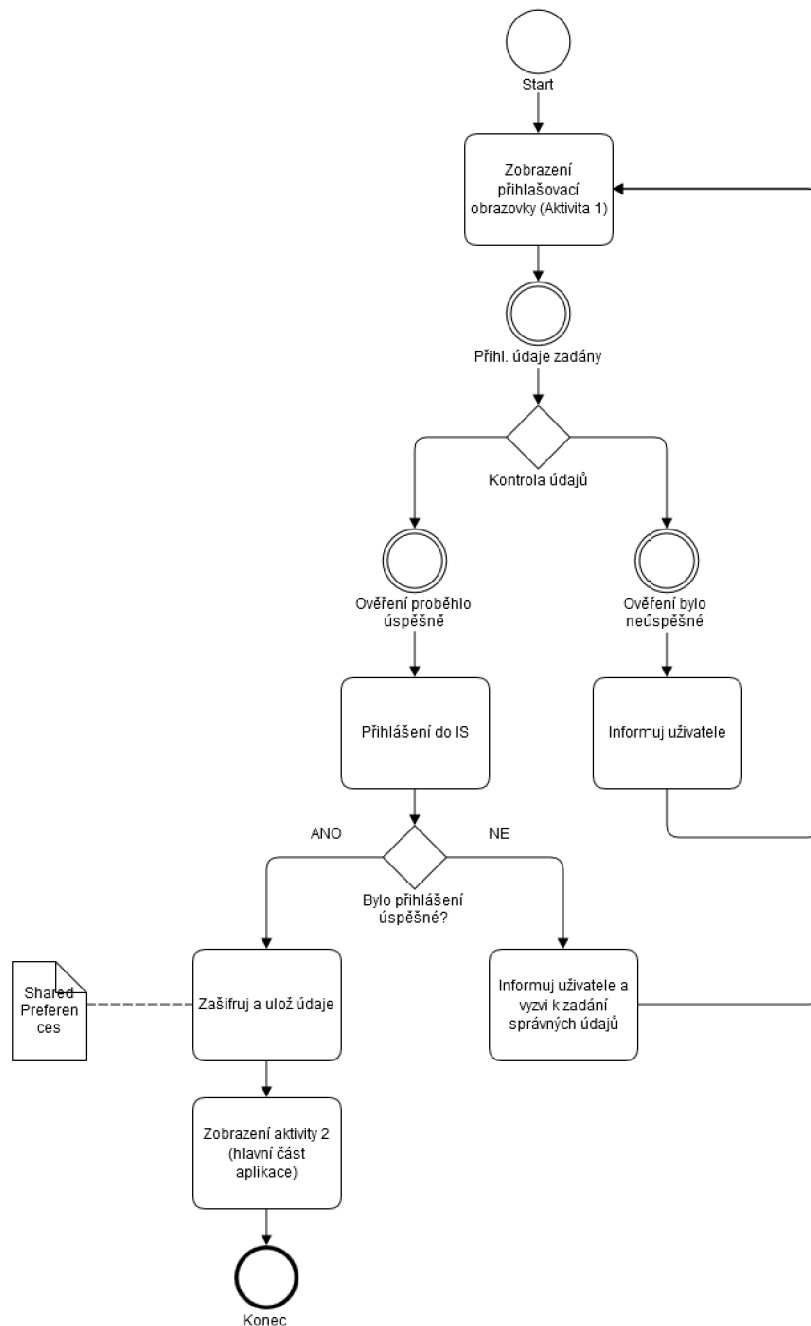 Start
Zobrazení
přihlašovací
obrazovky (Aktivita 1)
Přihl. údaje zadány
Kontrola údajů
Ověření proběhlo
úspěšně
Ověření bylo
neúspěšné
Přihlášení do IS
Informuj uživatele
ANO
NE
Bylo přihlášení
úspěšné?
Shared
Preferen
ces
Zašifruj a ulož údaje
Informuj uživatele a
vyzvi k zadání
správných údajů
Zobrazení aktivity 2
(hlavní část
aplikace)
Konec